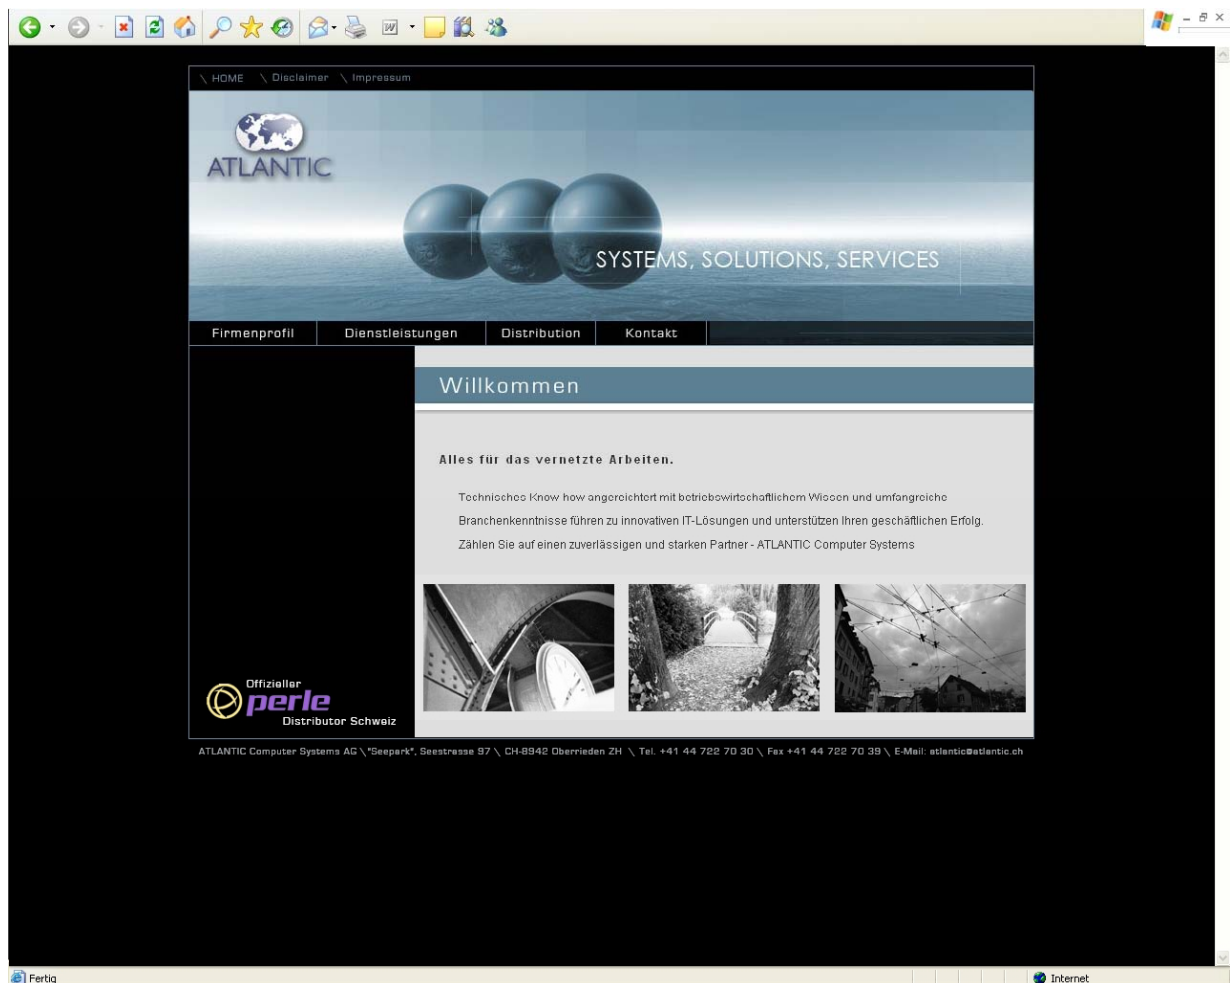 \ HOME \ Disclaimer \ Impressum
ATLANTIC
SYSTEMS, SOLUTIONS, SERVICES
Firmenprofil Dienstleistungen Distribution Kontakt
Willkommen
Alles für das vernetzte Arbeiten.
Technisches Know how angereichert mit betriebswirtschaftlichem Wissen und umfangreiche
Branchenkenntnisse führen zu innovativen IT-Lösungen und unterstützen Ihren geschäftlichen Erfolg.
Zählen Sie auf einen zuverlässigen und starken Partner - ATLANTIC Computer Systems
Offizieller
perle
Distributor Schweiz
ATLANTIC Computer Systems AG \ "Seepark", Seestrasse 97 \ CH-8942 Oberrieden ZH \ Tel. +41 44 722 70 30 \ Fax +41 44 722 70 39 \ E-Mail: atlantic@atlantic.ch
Fertig Internet